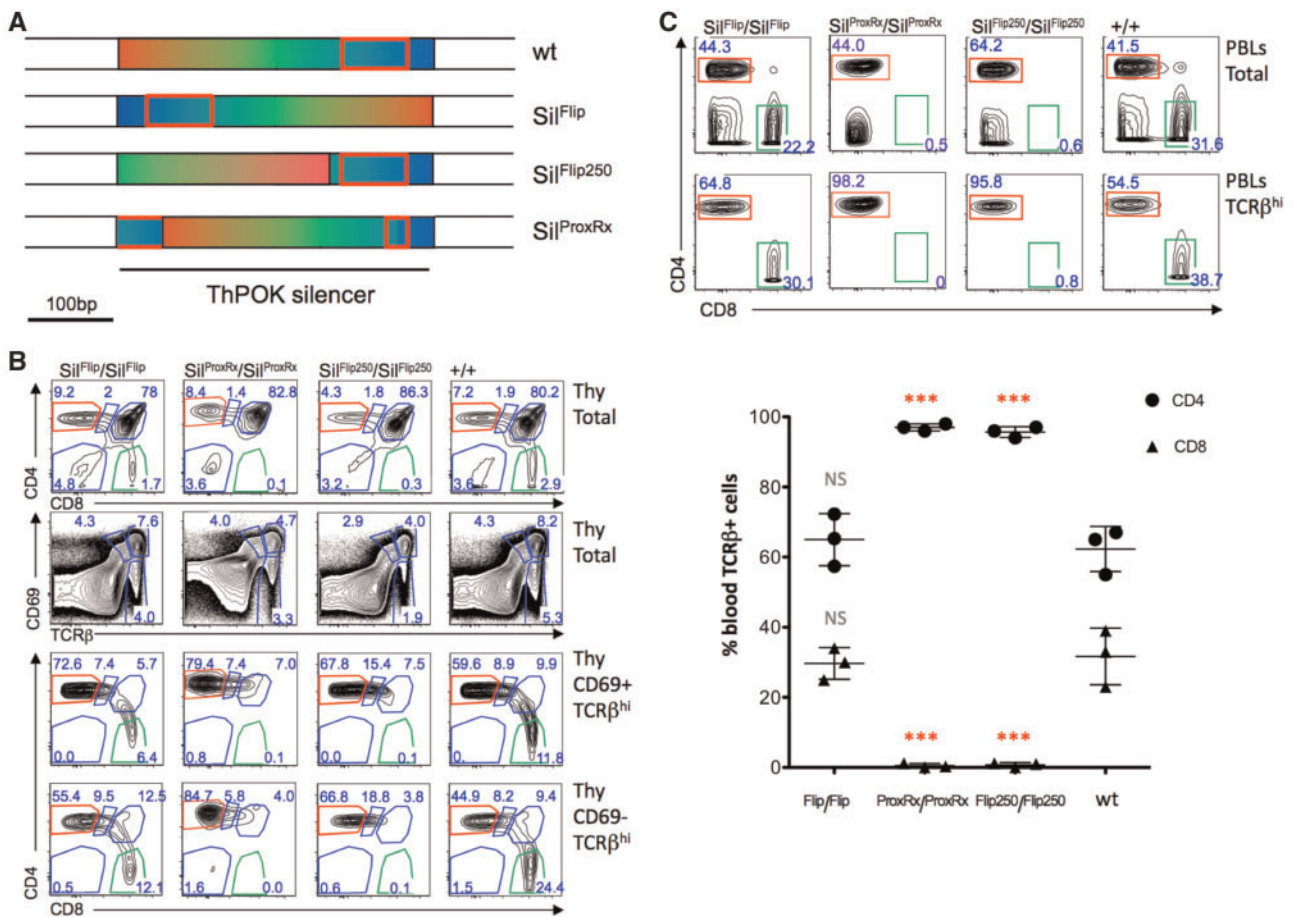 A
wt
Sil^Flip
Sil^Flip250
Sil^ProxRx
ThPOK silencer
100bp
B
Sil^Flip/Sil^Flip
Sil^ProxRx/Sil^ProxRx
Sil^Flip250/Sil^Flip250
+/+
9.2 2 78
8.4 1.4 82.8
4.3 1.8 86.3
7.2 1.9 80.2
Thy
Total
CD4
4.8 1.7
3.6 0.1
3.2 0.3
3.6 2.9
CD8
4.3 7.6
4.0 4.7
2.9 4.0
4.3 8.2
Thy
Total
CD69
4.0
3.3
1.9
5.3
TCRβ
72.6 7.4 5.7
79.4 7.4 7.0
67.8 15.4 7.5
59.6 8.9 9.9
Thy
CD69+
TCRβ^hi
0.0 6.4
0.8 0.1
0.0 0.1
0. 11.8
55.4 9.5 12.5
84.7 5.8 4.0
66.8 18.8 3.8
44.9 8.2 9.4
Thy
CD69-
TCRβ^hi
CD4
0.5 12.1
1.6 0.0
0.6 0.1
1.5 24.4
CD8
C
Sil^Flip/Sil^Flip
Sil^ProxRx/Sil^ProxRx
Sil^Flip250/Sil^Flip250
+/+
44.3
44.0
64.2
41.5
PBLs
Total
22.2
0.5
0.6
31.6
64.8
98.2
95.8
54.5
PBLs
TCRβ^hi
CD4
30.1
0
0.8
38.7
CD8
% blood TCRβ+ cells
100
80
60
40
20
0
NS
NS
*** ***
*** ***
CD4
CD8
Flip/Flip
ProxRx/ProxRx
Flip250/Flip250
wt